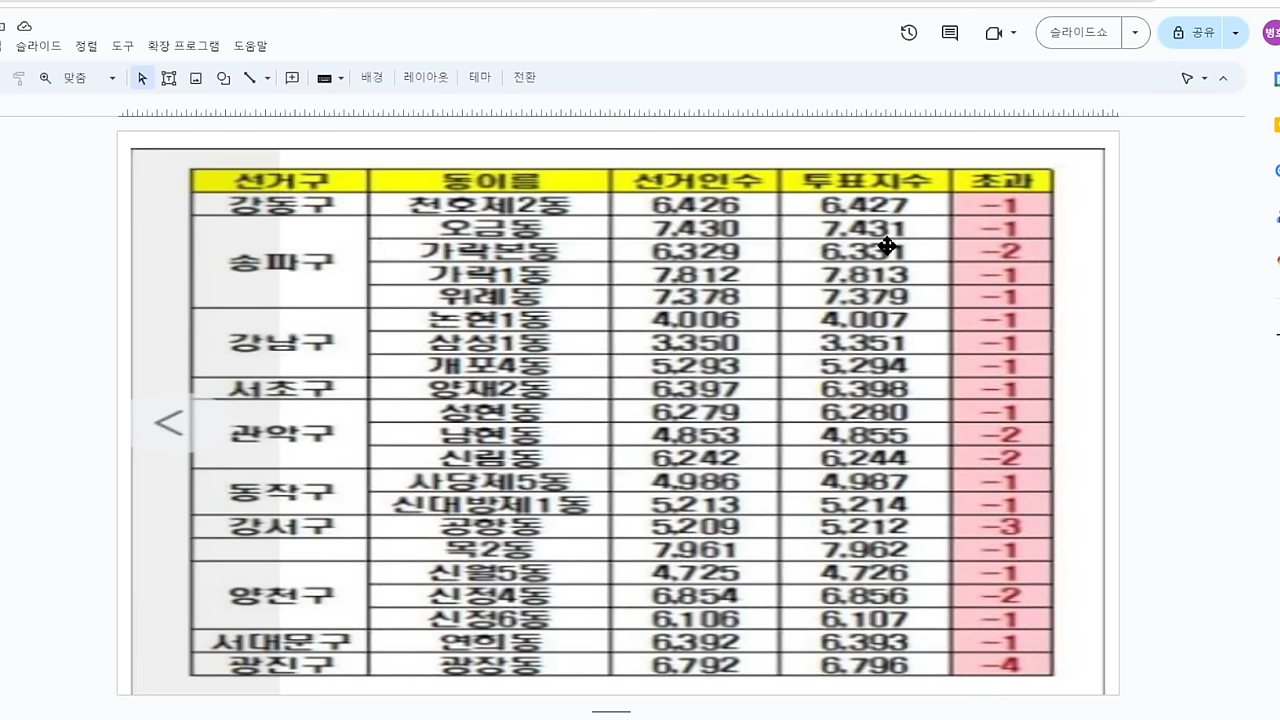 슬라이드 정렬 도구 확장 프로그램 도움말
슬라이드쇼
공유
맞춤
배경 레이아웃 테마 전환
선거구 동이름 선거인수 투표지수 초과
강동구 천호제2동 6,426 6,427 -1
오금동 7,430 7,431 -1
송파구 가락본동 6,329 6,331 -2
가락1동 7,812 7,813 -1
위례동 7,378 7,379 -1
논현1동 4,006 4,007 -1
강남구 삼성1동 3,350 3,351 -1
개포4동 5,293 5,294 -1
서초구 양재2동 6,397 6,398 -1
성현동 6,279 6,280 -1
관악구 남현동 4,853 4,855 -2
신림동 6,242 6,244 -2
동작구 사당제5동 4,986 4,987 -1
신대방제1동 5,213 5,214 -1
강서구 공항동 5,209 5,212 -3
목2동 7,961 7,962 -1
신월5동 4,725 4,726 -1
양천구 신정4동 6,854 6,856 -2
신정6동 6,106 6,107 -1
서대문구 연희동 6,392 6,393 -1
광진구 광장동 6,792 6,796 -4